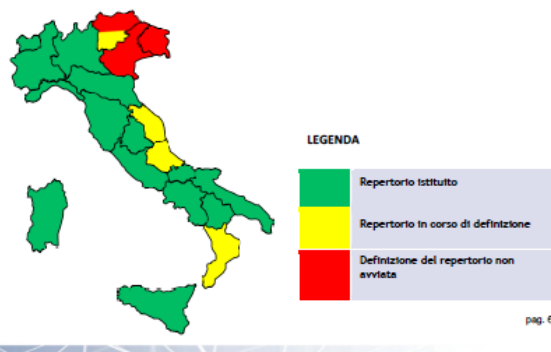 LEGENDA
Repertorio istituito
Repertorio in corso di definizione
Definizione del repertorio non
avviata
pag. 6